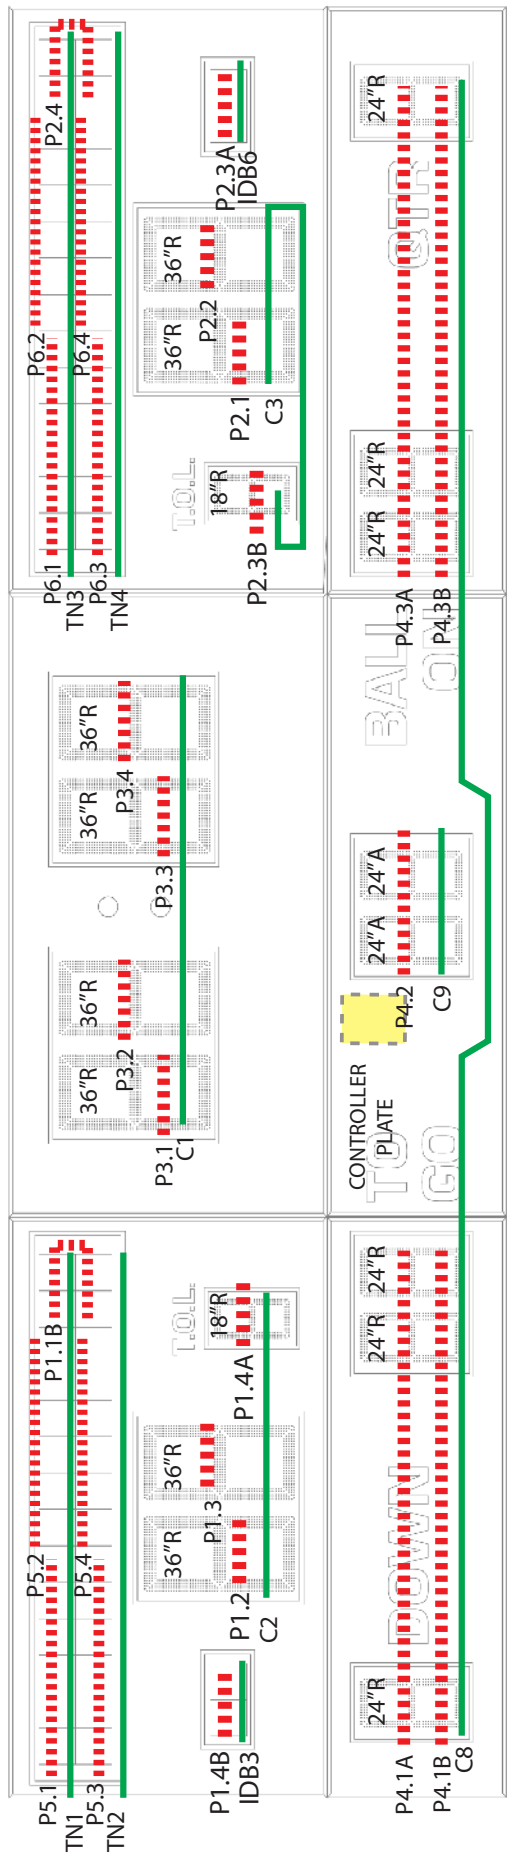 P2.4
P6.2
P6.4
P6.1
TN3
P6.3
TN4
P2.3A
IDB6
36"R
P2.2
36"R
P2.1
C3
T.O.L.
18"R
P2.3B
24"R
QTR
24"R
24"R
P4.3A
P4.3B
36"R
P3.4
36"R
P3.3
36"R
P3.2
36"R
P3.1
C1
BALL
ON
24"A
24"A
P4.2
C9
CONTROLLER
PLATE
TO
GO
P1.1B
P5.2
P5.4
P5.1
TN1
P5.3
TN2
T.O.L.
18"R
P1.4A
36"R
P1.3
36"R
P1.2
C2
P1.4B
IDB3
24"R
24"R
DOWN
24"R
P4.1A
P4.1B
C8